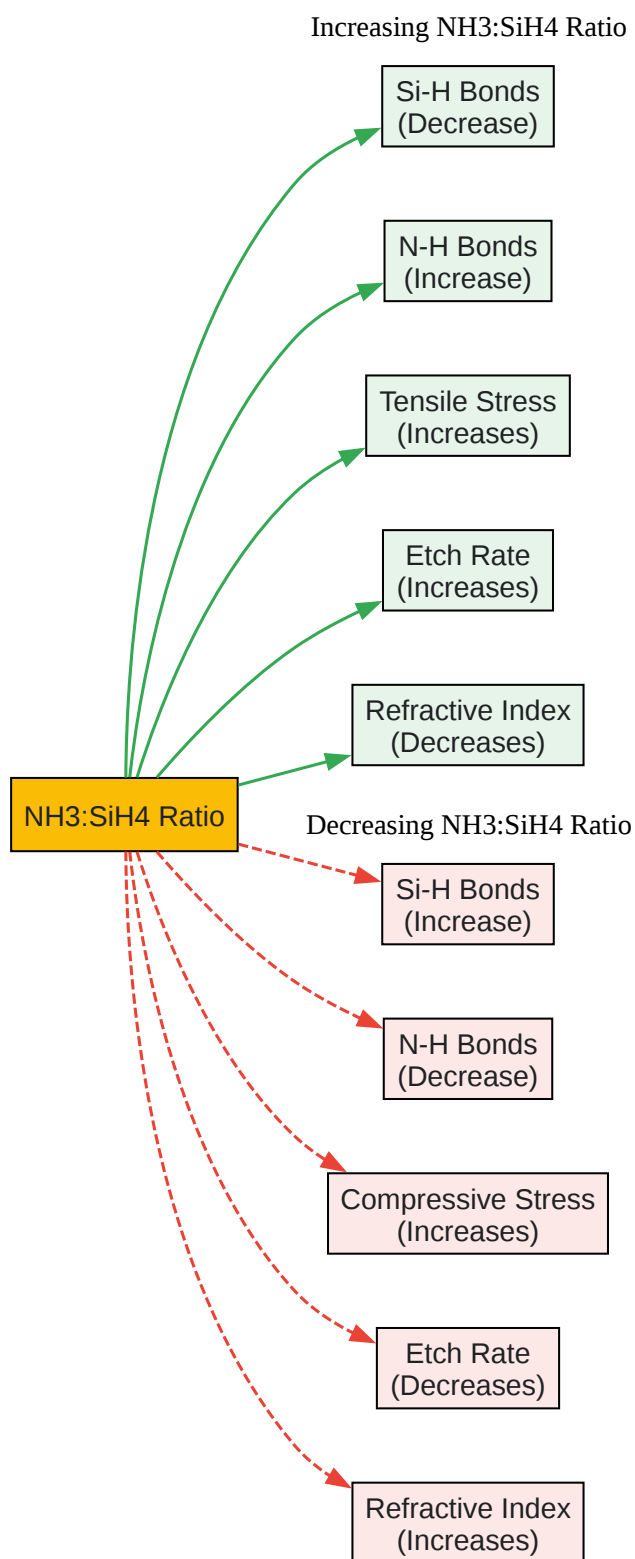 Increasing NH3:SiH4 Ratio
Si-H Bonds
(Decrease)
N-H Bonds
(Increase)
Tensile Stress
(Increases)
Etch Rate
(Increases)
Refractive Index
(Decreases)
NH3:SiH4 Ratio
Decreasing NH3:SiH4 Ratio
Si-H Bonds
(Increase)
N-H Bonds
(Decrease)
Compressive Stress
(Increases)
Etch Rate
(Decreases)
Refractive Index
(Increases)